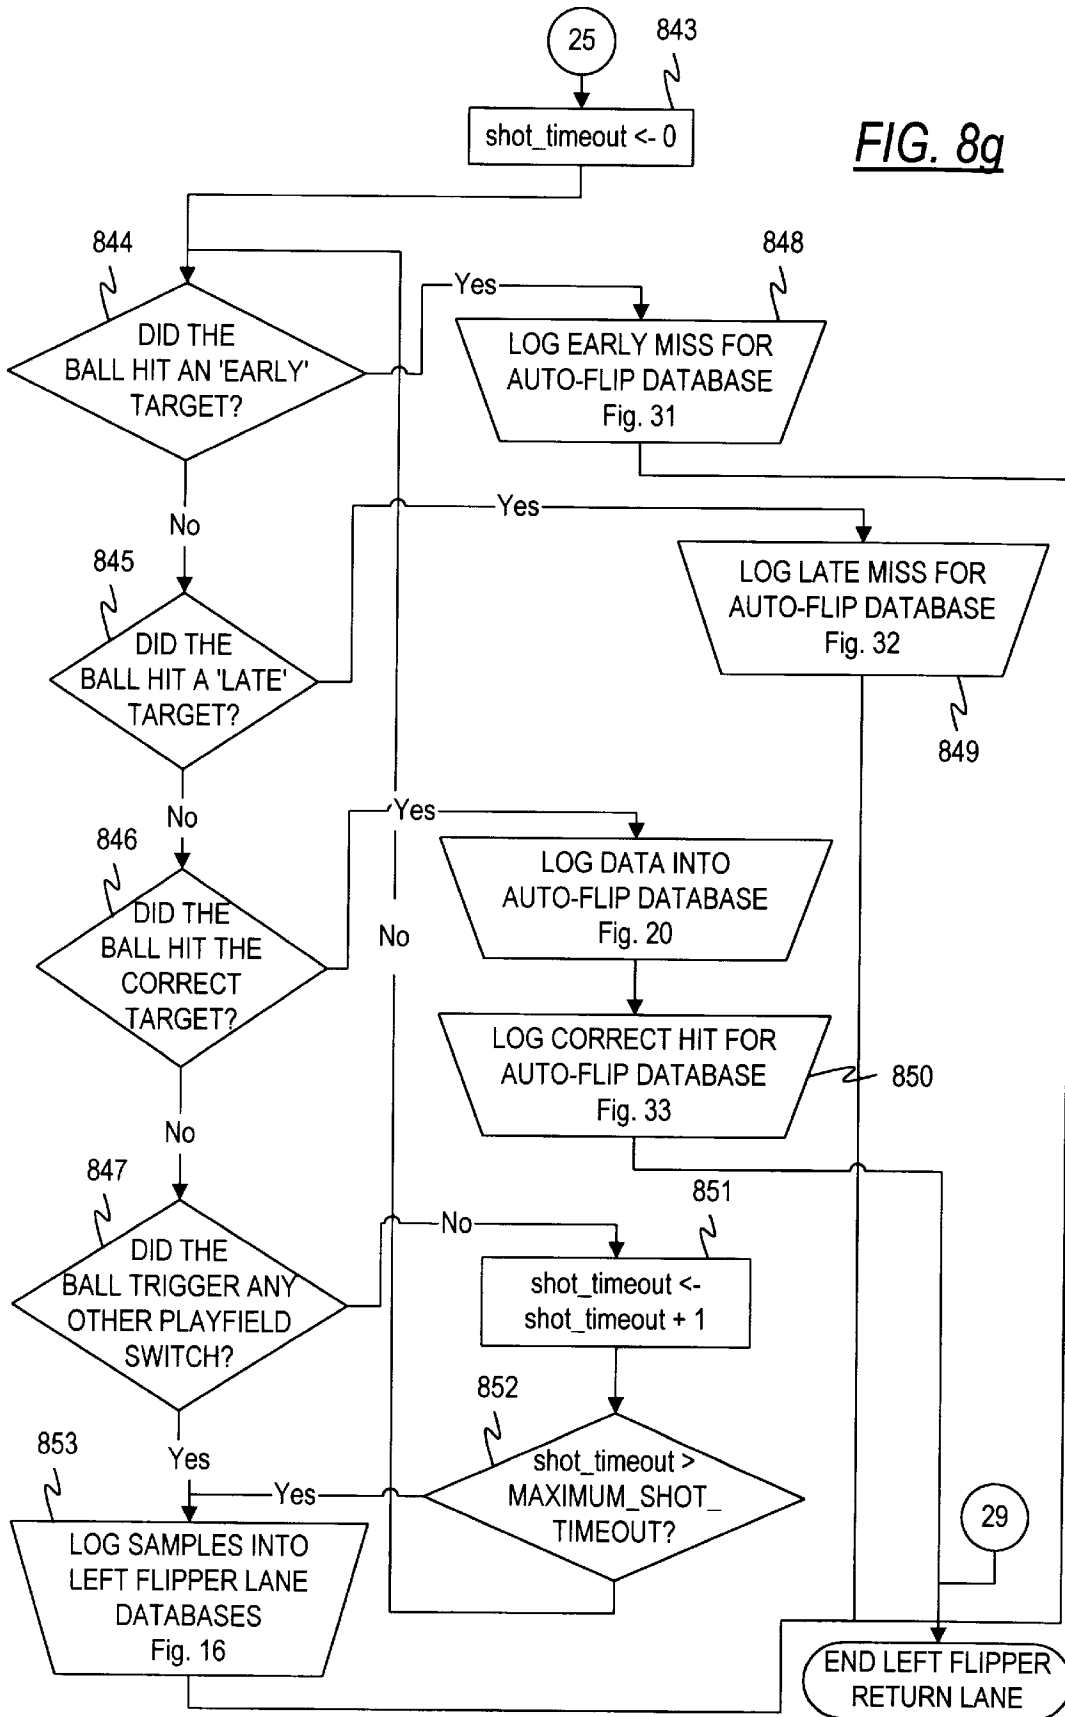 25
843
shot_timeout <- 0
FIG. 8g
844
848
Yes
DID THE
BALL HIT AN 'EARLY'
TARGET?
LOG EARLY MISS FOR
AUTO-FLIP DATABASE
Fig. 31
Yes
No
845
LOG LATE MISS FOR
AUTO-FLIP DATABASE
Fig. 32
DID THE
BALL HIT A 'LATE'
TARGET?
849
No
Yes
846
LOG DATA INTO
AUTO-FLIP DATABASE
Fig. 20
DID THE
BALL HIT THE
CORRECT
TARGET?
No
LOG CORRECT HIT FOR
AUTO-FLIP DATABASE
Fig. 33
850
No
847
851
No
DID THE
BALL TRIGGER ANY
OTHER PLAYFIELD
SWITCH?
shot_timeout <-
shot_timeout + 1
852
853
Yes
Yes
shot_timeout >
MAXIMUM_SHOT_
TIMEOUT?
29
LOG SAMPLES INTO
LEFT FLIPPER LANE
DATABASES
Fig. 16
END LEFT FLIPPER
RETURN LANE